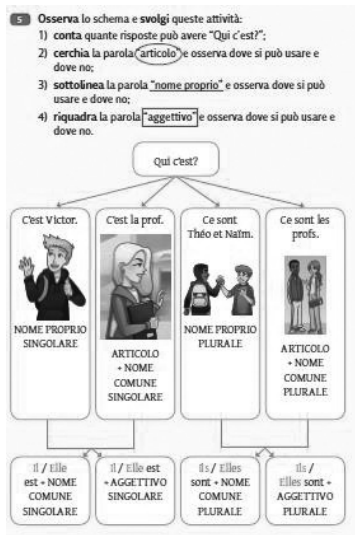 5 Osserva lo schema e svolgi queste attività:
1) conta quante risposte può avere "Qui c'est?";
2) cerchia la parola "articolo" e osserva dove si può usare e
dove no;
3) sottolinea la parola "nome proprio" e osserva dove si può
usare e dove no;
4) riquadra la parola "aggettivo" e osserva dove si può usare e
dove no.
Qui c'est?
C'est Victor.
NOME PROPRIO
SINGOLARE
C'est la prof.
ARTICOLO
+ NOME
COMUNE
SINGOLARE
Ce sont
Théo et Naïm.
NOME PROPRIO
PLURALE
Ce sont les
profs.
ARTICOLO
+ NOME
COMUNE
PLURALE
Il / Elle
est + NOME
COMUNE
SINGOLARE
Il / Elle est
+ AGGETTIVO
SINGOLARE
Ils / Elles
sont + NOME
COMUNE
PLURALE
Ils /
Elles sont +
AGGETTIVO
PLURALE